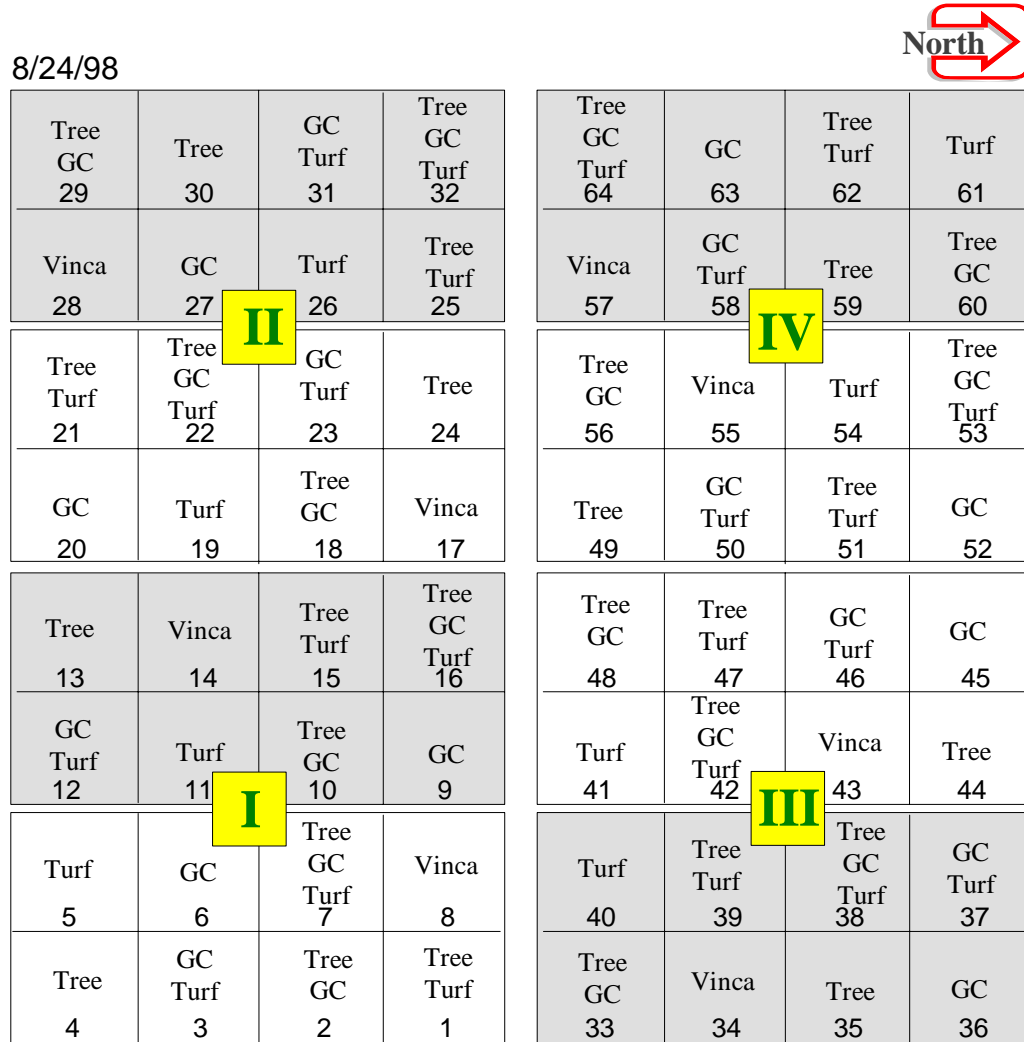 North
8/24/98
Tree
GC
29
Tree
30
GC
Turf
31
Tree
GC
Turf
32
Tree
GC
Turf
64
GC
63
Tree
Turf
62
Turf
61
Vinca
28
GC
27
Turf
26
Tree
Turf
25
Vinca
57
GC
Turf
58
Tree
59
Tree
GC
60
II
IV
Tree
Turf
21
Tree
GC
Turf
22
GC
Turf
23
Tree
24
Tree
GC
56
Vinca
55
Turf
54
Tree
GC
Turf
53
GC
20
Turf
19
Tree
GC
18
Vinca
17
Tree
49
GC
Turf
50
Tree
Turf
51
GC
52
Tree
13
Vinca
14
Tree
Turf
15
Tree
GC
Turf
16
Tree
GC
48
Tree
Turf
47
GC
Turf
46
GC
45
GC
Turf
12
Turf
11
Tree
GC
10
GC
9
Turf
41
Tree
GC
Turf
42
Vinca
43
Tree
44
I
III
Turf
5
GC
6
Tree
GC
Turf
7
Vinca
8
Turf
40
Tree
Turf
39
Tree
GC
Turf
38
GC
Turf
37
Tree
4
GC
Turf
3
Tree
GC
2
Tree
Turf
1
Tree
GC
33
Vinca
34
Tree
35
GC
36